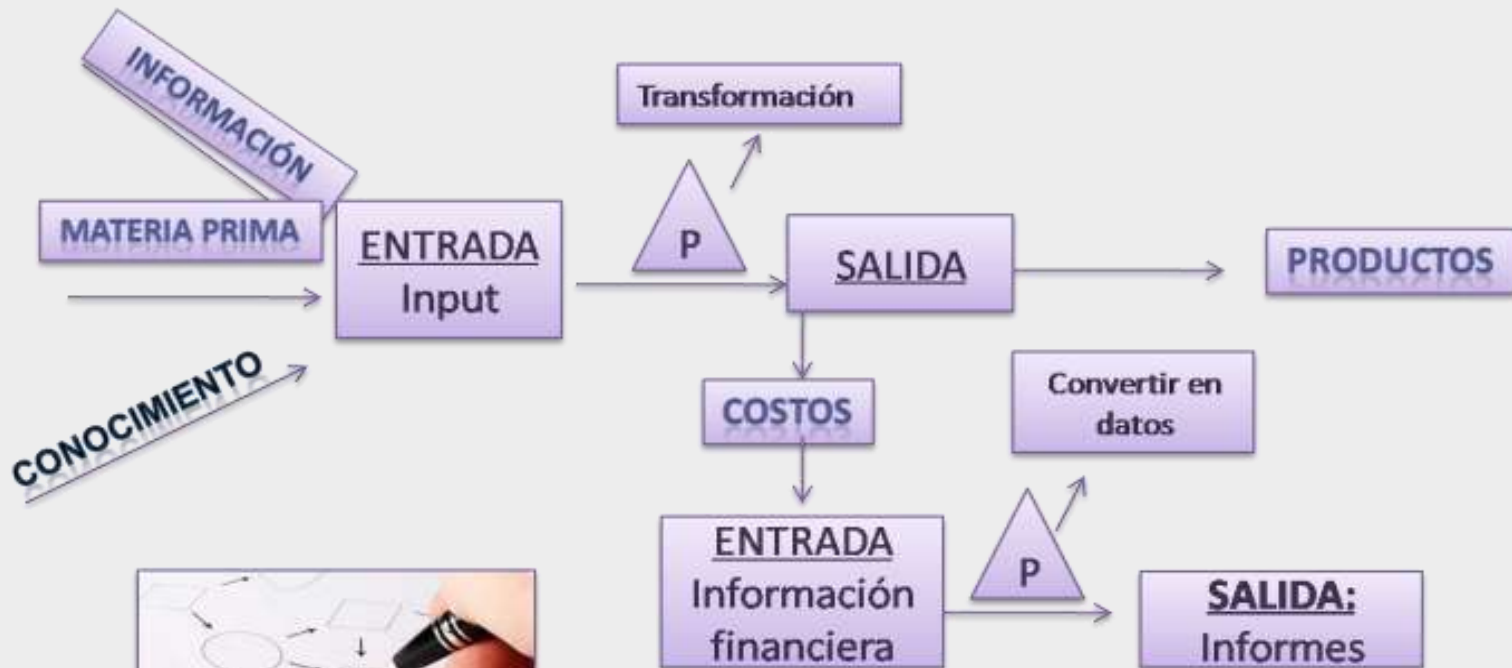 INFORMACIÓN
Transformación
MATERIA PRIMA
ENTRADA
Input
P
SALIDA
PRODUCTOS
CONOCIMIENTO
COSTOS
Convertir en
datos
ENTRADA
Información
financiera
P
SALIDA:
Informes